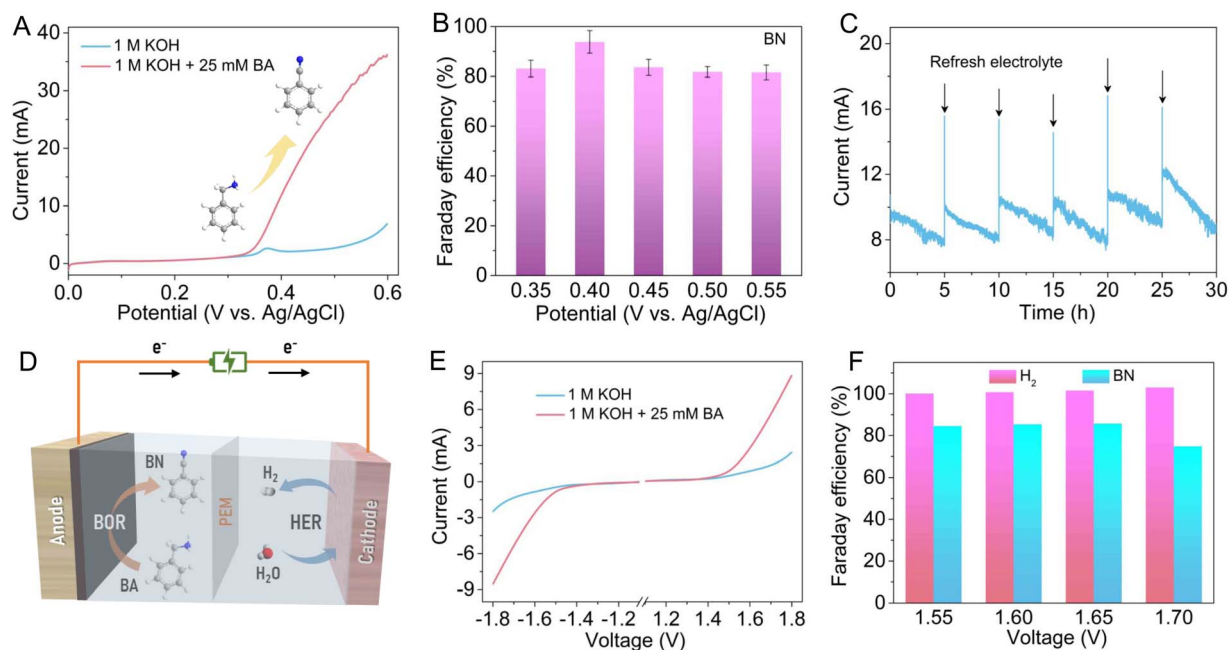 A
1 M KOH
1 M KOH + 25 mM BA
Current (mA)
40
30
20
10
0
0.0 0.2 0.4 0.6
Potential (V vs. Ag/AgCl)
B
BN
Faraday efficiency (%)
100
80
60
40
20
0
0.35 0.40 0.45 0.50 0.55
Potential (V vs. Ag/AgCl)
C
Refresh electrolyte
Current (mA)
20
16
12
8
0 5 10 15 20 25 30
Time (h)
D
e⁻ e⁻
Anode
BOR
BN
BA
PEM
H₂
HER
H₂O
Cathode
E
1 M KOH
1 M KOH + 25 mM BA
Current (mA)
9
6
3
0
-3
-6
-9
-1.8 -1.6 -1.4 -1.2 1.2 1.4 1.6 1.8
Voltage (V)
F
H₂ BN
Faraday efficiency (%)
120
100
80
60
40
20
0
1.55 1.60 1.65 1.70
Voltage (V)